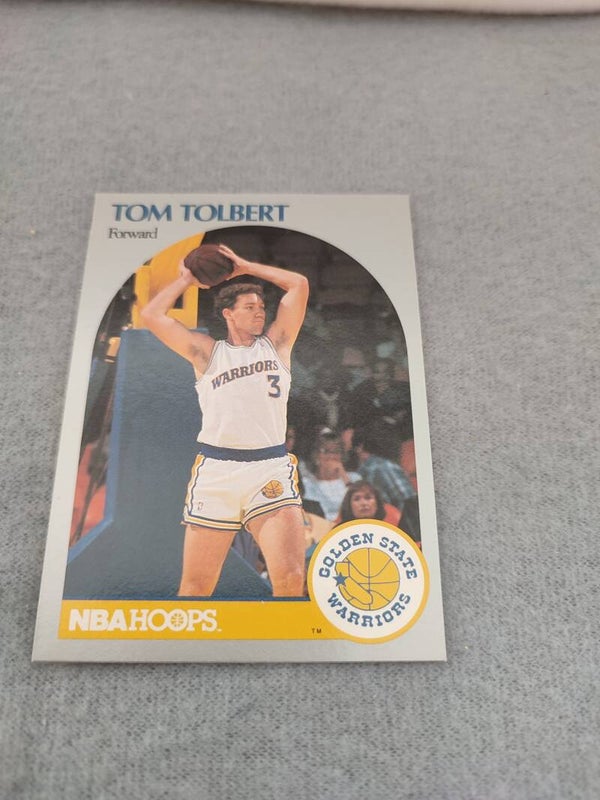 TOM TOLBERT
Forward
WARRIORS
3
GOLDEN STATE
WARRIORS
NBA HOOPS
TM